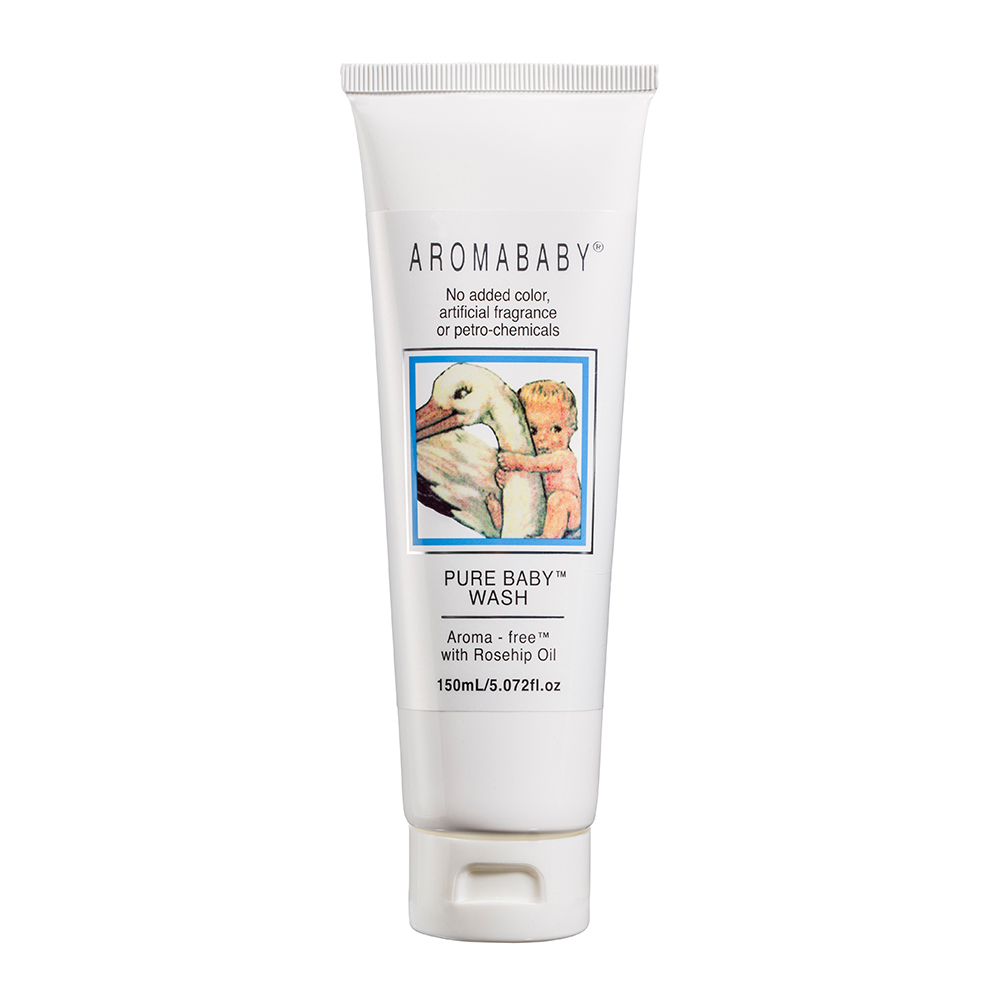 AROMABABY®
No added color,
artificial fragrance
or petro-chemicals
PURE BABY™
WASH
Aroma - free™
with Rosehip Oil
150mL/5.072fl.oz